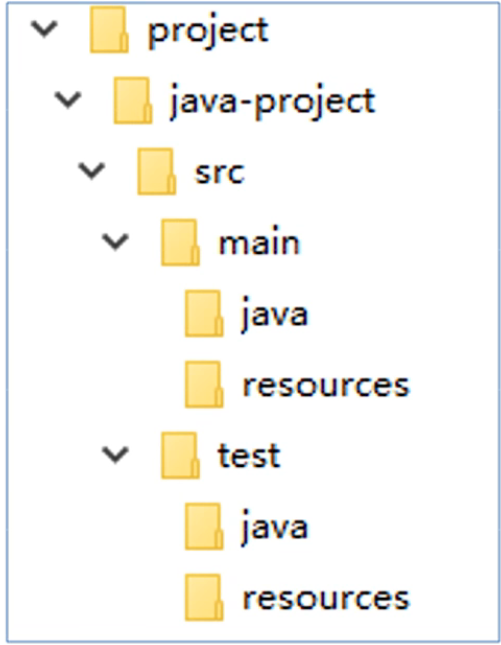 project
java-project
src
main
java
resources
test
java
resources